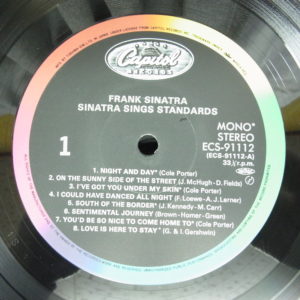 Capitol
RECORDS
FRANK SINATRA
SINATRA SINGS STANDARDS
MONO*
STEREO
ECS-91112
(ECS-91112-A)
33⅓r.p.m.
1
1. NIGHT AND DAY* (Cole Porter)
2. ON THE SUNNY SIDE OF THE STREET (J. McHugh-D. Fields)
3. I'VE GOT YOU UNDER MY SKIN* (Cole Porter)
4. I COULD HAVE DANCED ALL NIGHT (F.Loewe-A.J. Lerner)
5. SOUTH OF THE BORDER* (J. Kennedy-M. Carr)
6. SENTIMENTAL JOURNEY (Brown-Homer-Green)
7. YOU'D BE SO NICE TO COME HOME TO* (Cole Porter)
8. LOVE IS HERE TO STAY* (G. & I.Gershwin)